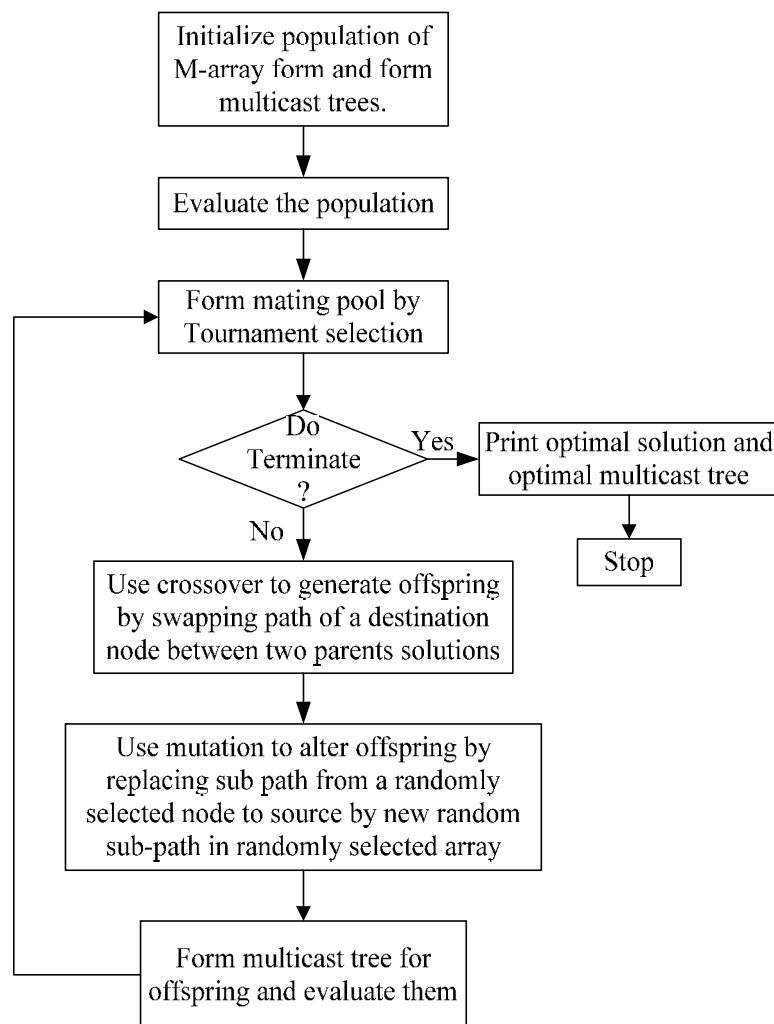 Initialize population of
M-array form and form
multicast trees.
Evaluate the population
Form mating pool by
Tournament selection
Do
Terminate
?
Yes
Print optimal solution and
optimal multicast tree
Stop
No
Use crossover to generate offspring
by swapping path of a destination
node between two parents solutions
Use mutation to alter offspring by
replacing sub path from a randomly
selected node to source by new random
sub-path in randomly selected array
Form multicast tree for
offspring and evaluate them